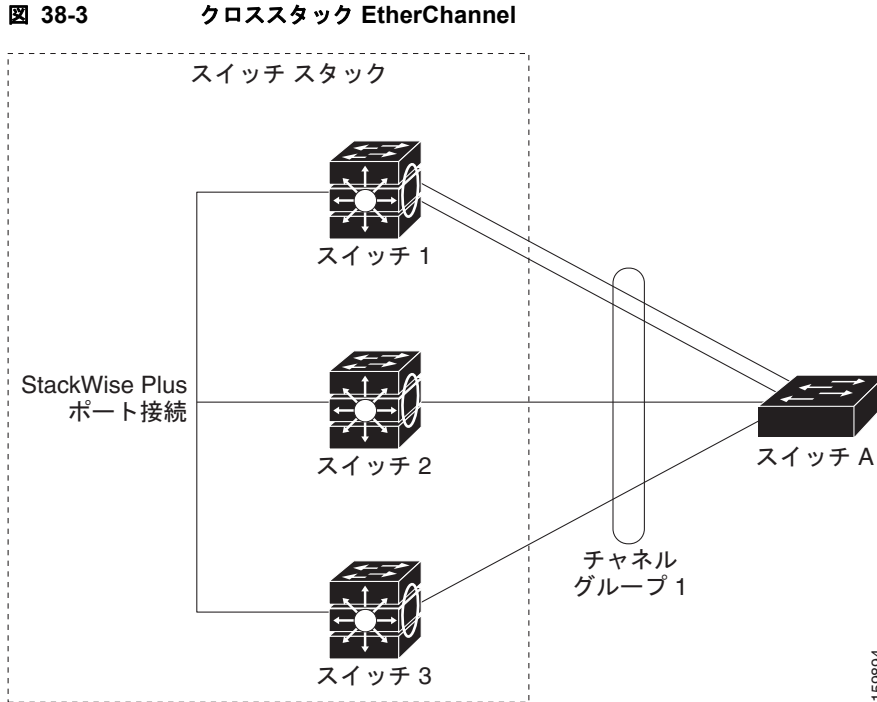 図 38-3 クロススタック EtherChannel
スイッチ スタック
スイッチ 1
StackWise Plus
ポート接続
スイッチ 2
スイッチ A
チャネル
グループ 1
スイッチ 3
159894